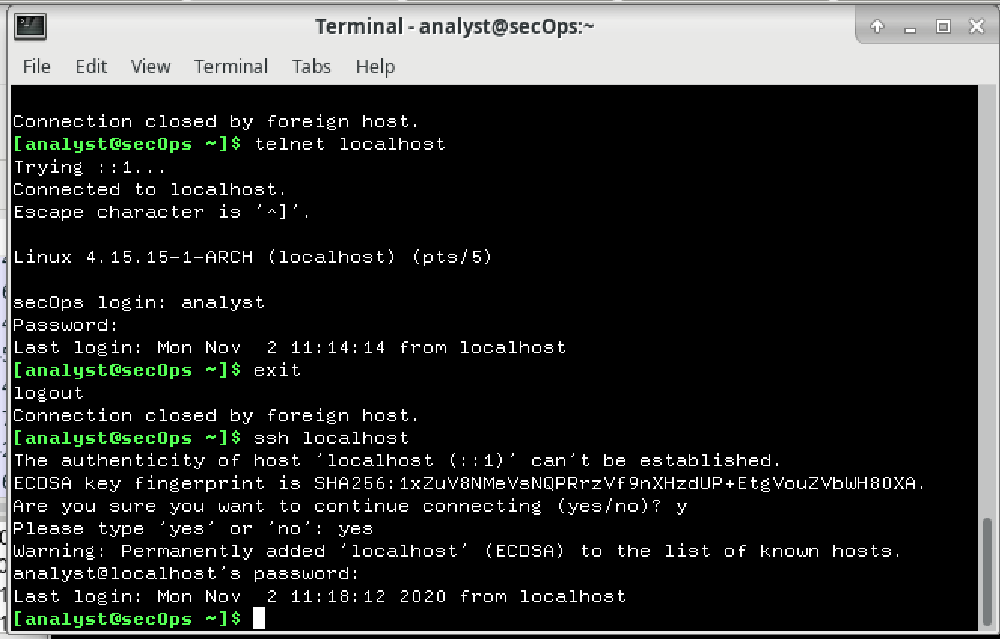 Terminal - analyst@secOps:~
File Edit View Terminal Tabs Help
Connection closed by foreign host.
[analyst@secOps ~]$ telnet localhost
Trying ::1...
Connected to localhost.
Escape character is '^]'.
Linux 4.15.15-1-ARCH (localhost) (pts/5)
secOps login: analyst
Password:
Last login: Mon Nov  2 11:14:14 from localhost
[analyst@secOps ~]$ exit
logout
Connection closed by foreign host.
[analyst@secOps ~]$ ssh localhost
The authenticity of host 'localhost (::1)' can't be established.
ECDSA key fingerprint is SHA256:1xZuV8NMeVsNQPRrzVf9nXHzdUP+EtgVouZVbWH8OXA.
Are you sure you want to continue connecting (yes/no)? y
Please type 'yes' or 'no': yes
Warning: Permanently added 'localhost' (ECDSA) to the list of known hosts.
analyst@localhost's password:
Last login: Mon Nov  2 11:18:12 2020 from localhost
[analyst@secOps ~]$